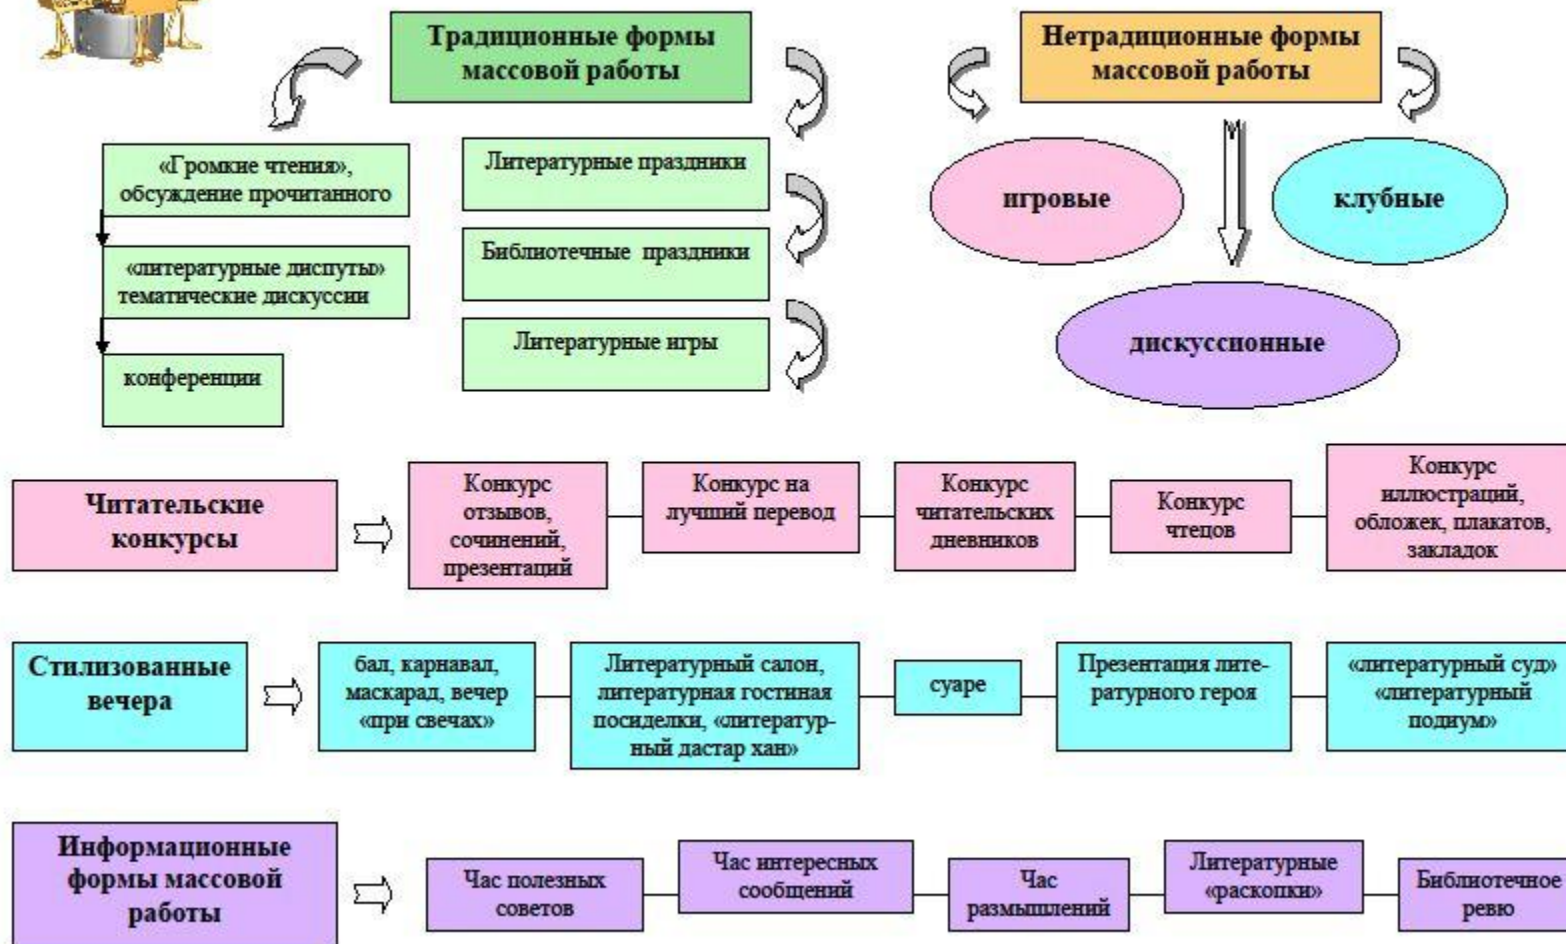 Традиционные формы
массовой работы
«Громкие чтения»,
обсуждение прочитанного
«литературные диспуты»
тематические дискуссии
конференции
Литературные праздники
Библиотечные праздники
Литературные игры
Нетрадиционные формы
массовой работы
игровые
клубные
дискуссионные
Читательские
конкурсы
Конкурс
отзывов,
сочинений,
презентаций
Конкурс на
лучший перевод
Конкурс
читательских
дневников
Конкурс
чтецов
Конкурс
иллюстраций,
обложек, плакатов,
закладок
Стилизованные
вечера
бал, карнавал,
маскарад, вечер
«при свечах»
Литературный салон,
литературная гостиная
посиделки, «литератур-
ный дастар хан»
суаре
Презентация лите-
ратурного героя
«литературный суд»
«литературный
подиум»
Информационные
формы массовой
работы
Час полезных
советов
Час интересных
сообщений
Час
размышлений
Литературные
«раскопки»
Библиотечное
ревю